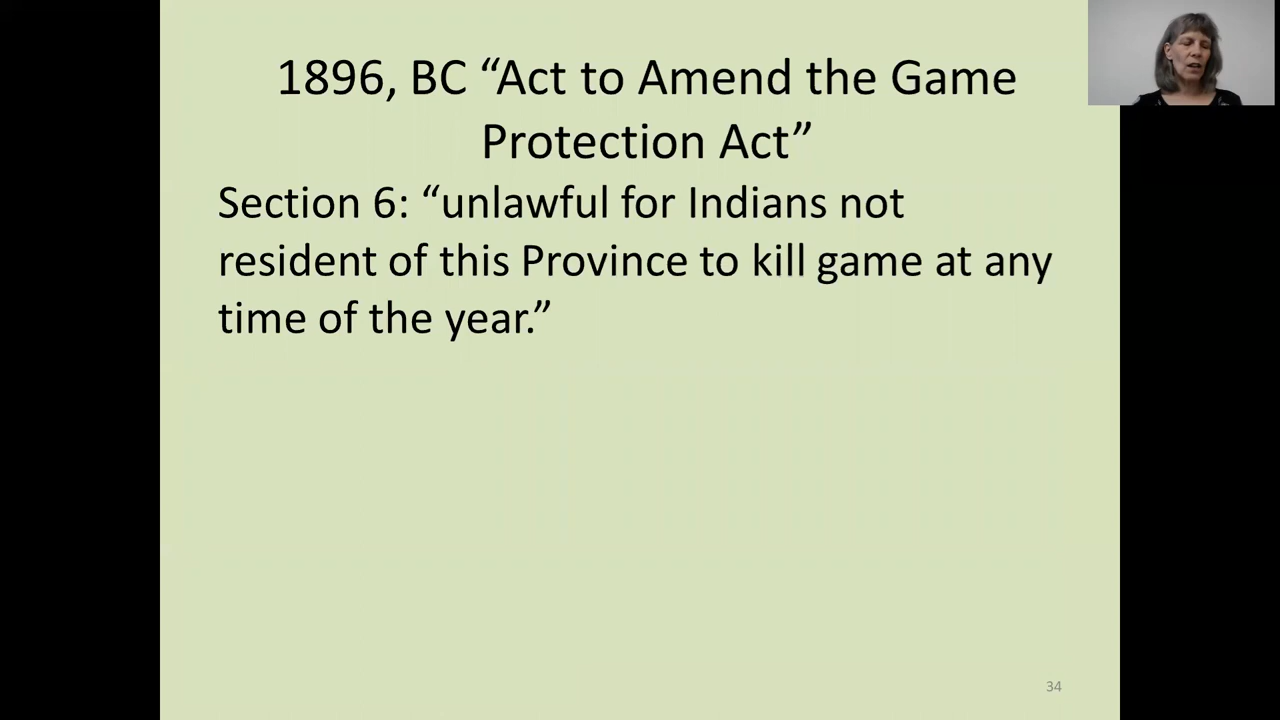 1896, BC “Act to Amend the Game
Protection Act”
Section 6: “unlawful for Indians not
resident of this Province to kill game at any
time of the year.”
34